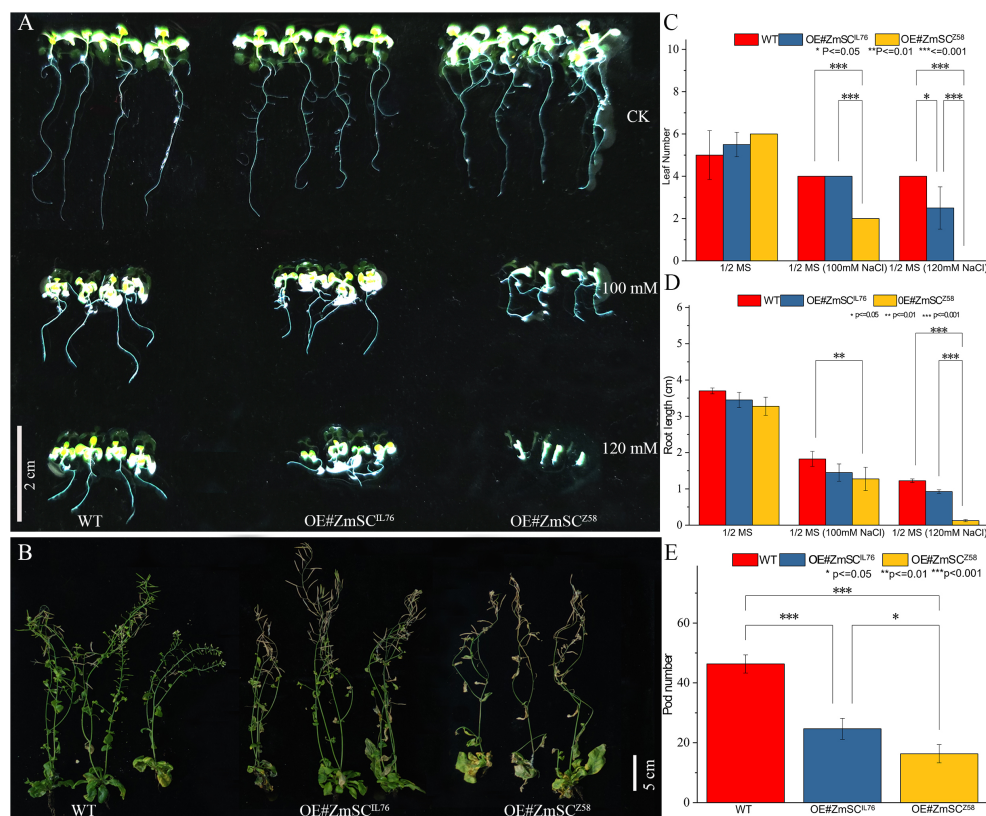 A
CK
100 mM
120 mM
2 cm
WT
OE#ZmSC^IL76
OE#ZmSC^Z58
B
5 cm
WT
OE#ZmSC^IL76
OE#ZmSC^Z58
C
WT OE#ZmSC^IL76 OE#ZmSC^Z58
* P<=0.05 **P<=0.01 ***<=0.001
Leaf Number
10
8
6
4
2
0
*** ***
*** * ***
1/2 MS 1/2 MS (100mM NaCl) 1/2 MS (120mM NaCl)
D
WT OE#ZmSC^IL76 0E#ZmSC^Z58
* p<=0.05 ** p<=0.01 *** p<=0.001
Root length (cm)
6
5
4
3
2
1
0
***
** ***
1/2 MS 1/2 MS (100mM NaCl) 1/2 MS (120mM NaCl)
E
WT OE#ZmSC^IL76 OE#ZmSC^Z58
* p<=0.05 **p<=0.01 ***p<0.001
Pod number
60
40
20
0
***
*** *
WT OE#ZmSC^IL76 OE#ZmSC^Z58